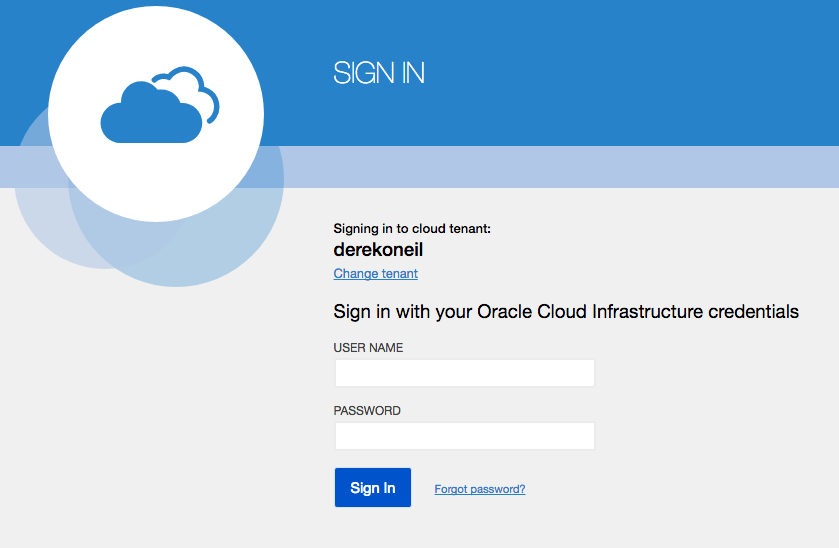 SIGN IN
Signing in to cloud tenant:
derekoneil
Change tenant
Sign in with your Oracle Cloud Infrastructure credentials
USER NAME
PASSWORD
Sign In
Forgot password?